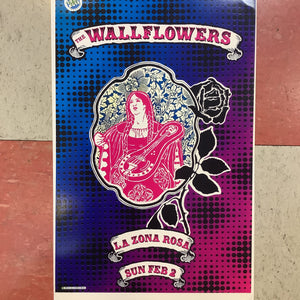 THE WALLFLOWERS
LA ZONA ROSA
SUN FEB 2